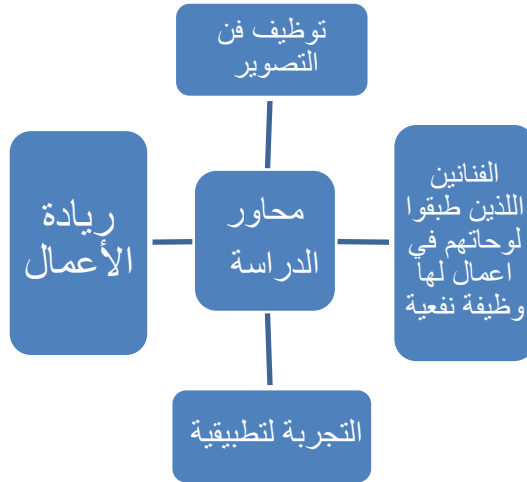 توظيف فن
التصوير
الفنانين
اللذين طبقوا
لوحاتهم في
اعمال لها
وظيفة نفعية
محاور
الدراسة
ريادة
الأعمال
التجربة لتطبيقية